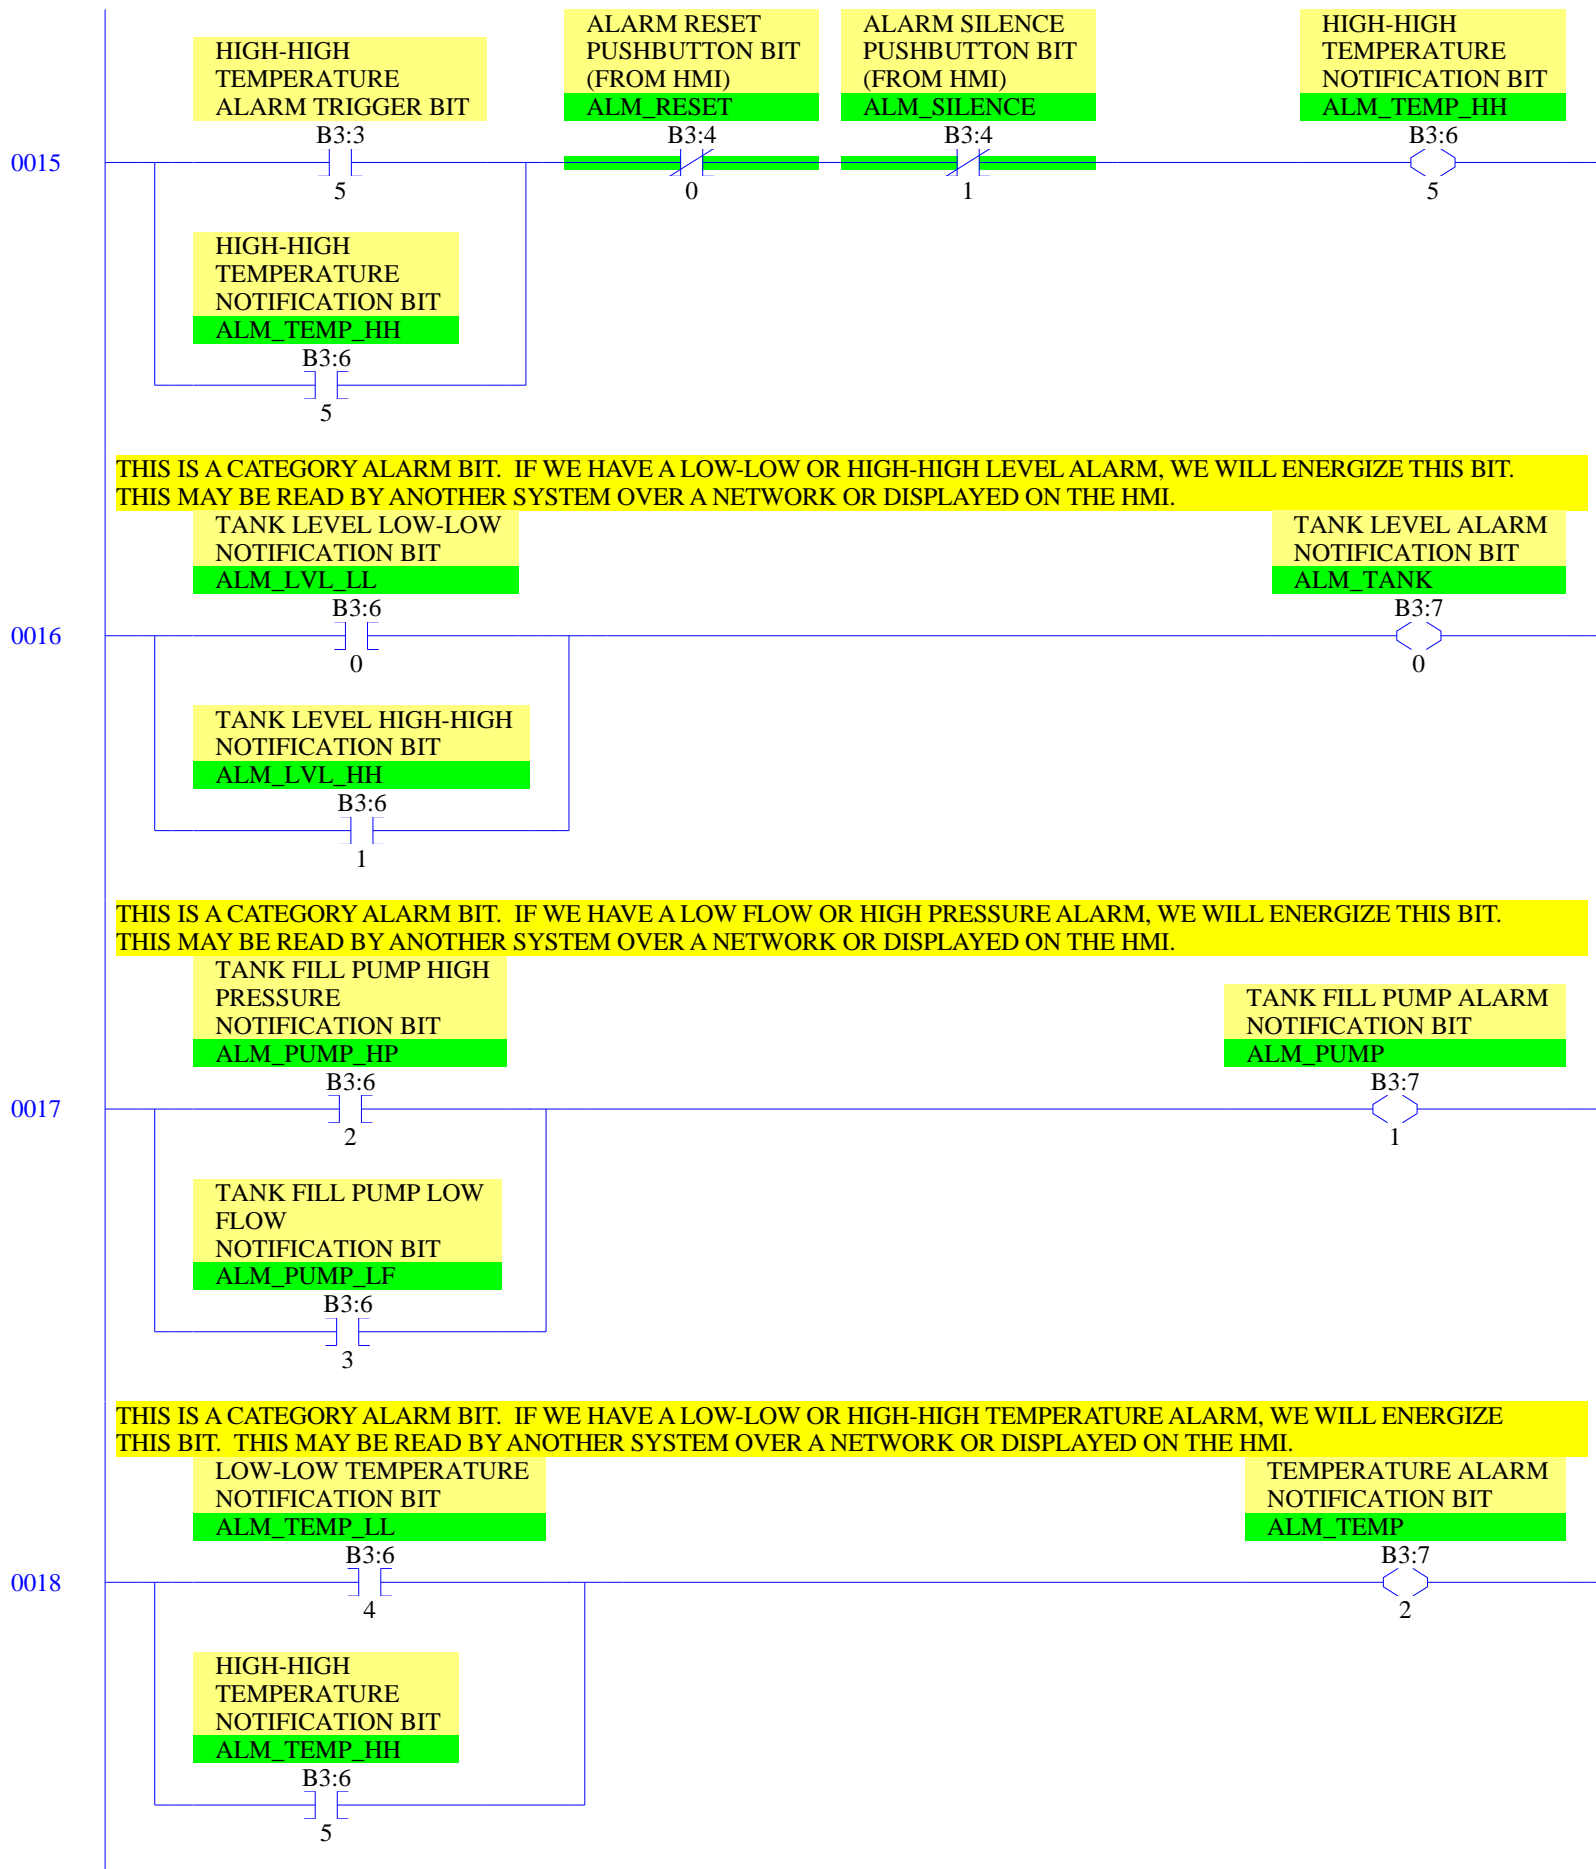 HIGH-HIGH
TEMPERATURE
ALARM TRIGGER BIT
B3:3
5
ALARM RESET
PUSHBUTTON BIT
(FROM HMI)
ALM_RESET
B3:4
0
ALARM SILENCE
PUSHBUTTON BIT
(FROM HMI)
ALM_SILENCE
B3:4
1
HIGH-HIGH
TEMPERATURE
NOTIFICATION BIT
ALM_TEMP_HH
B3:6
5
0015
HIGH-HIGH
TEMPERATURE
NOTIFICATION BIT
ALM_TEMP_HH
B3:6
5
THIS IS A CATEGORY ALARM BIT.  IF WE HAVE A LOW-LOW OR HIGH-HIGH LEVEL ALARM, WE WILL ENERGIZE THIS BIT.
THIS MAY BE READ BY ANOTHER SYSTEM OVER A NETWORK OR DISPLAYED ON THE HMI.
TANK LEVEL LOW-LOW
NOTIFICATION BIT
ALM_LVL_LL
B3:6
0
TANK LEVEL ALARM
NOTIFICATION BIT
ALM_TANK
B3:7
0
0016
TANK LEVEL HIGH-HIGH
NOTIFICATION BIT
ALM_LVL_HH
B3:6
1
THIS IS A CATEGORY ALARM BIT.  IF WE HAVE A LOW FLOW OR HIGH PRESSURE ALARM, WE WILL ENERGIZE THIS BIT.
THIS MAY BE READ BY ANOTHER SYSTEM OVER A NETWORK OR DISPLAYED ON THE HMI.
TANK FILL PUMP HIGH
PRESSURE
NOTIFICATION BIT
ALM_PUMP_HP
B3:6
2
TANK FILL PUMP ALARM
NOTIFICATION BIT
ALM_PUMP
B3:7
1
0017
TANK FILL PUMP LOW
FLOW
NOTIFICATION BIT
ALM_PUMP_LF
B3:6
3
THIS IS A CATEGORY ALARM BIT.  IF WE HAVE A LOW-LOW OR HIGH-HIGH TEMPERATURE ALARM, WE WILL ENERGIZE
THIS BIT.  THIS MAY BE READ BY ANOTHER SYSTEM OVER A NETWORK OR DISPLAYED ON THE HMI.
LOW-LOW TEMPERATURE
NOTIFICATION BIT
ALM_TEMP_LL
B3:6
4
TEMPERATURE ALARM
NOTIFICATION BIT
ALM_TEMP
B3:7
2
0018
HIGH-HIGH
TEMPERATURE
NOTIFICATION BIT
ALM_TEMP_HH
B3:6
5